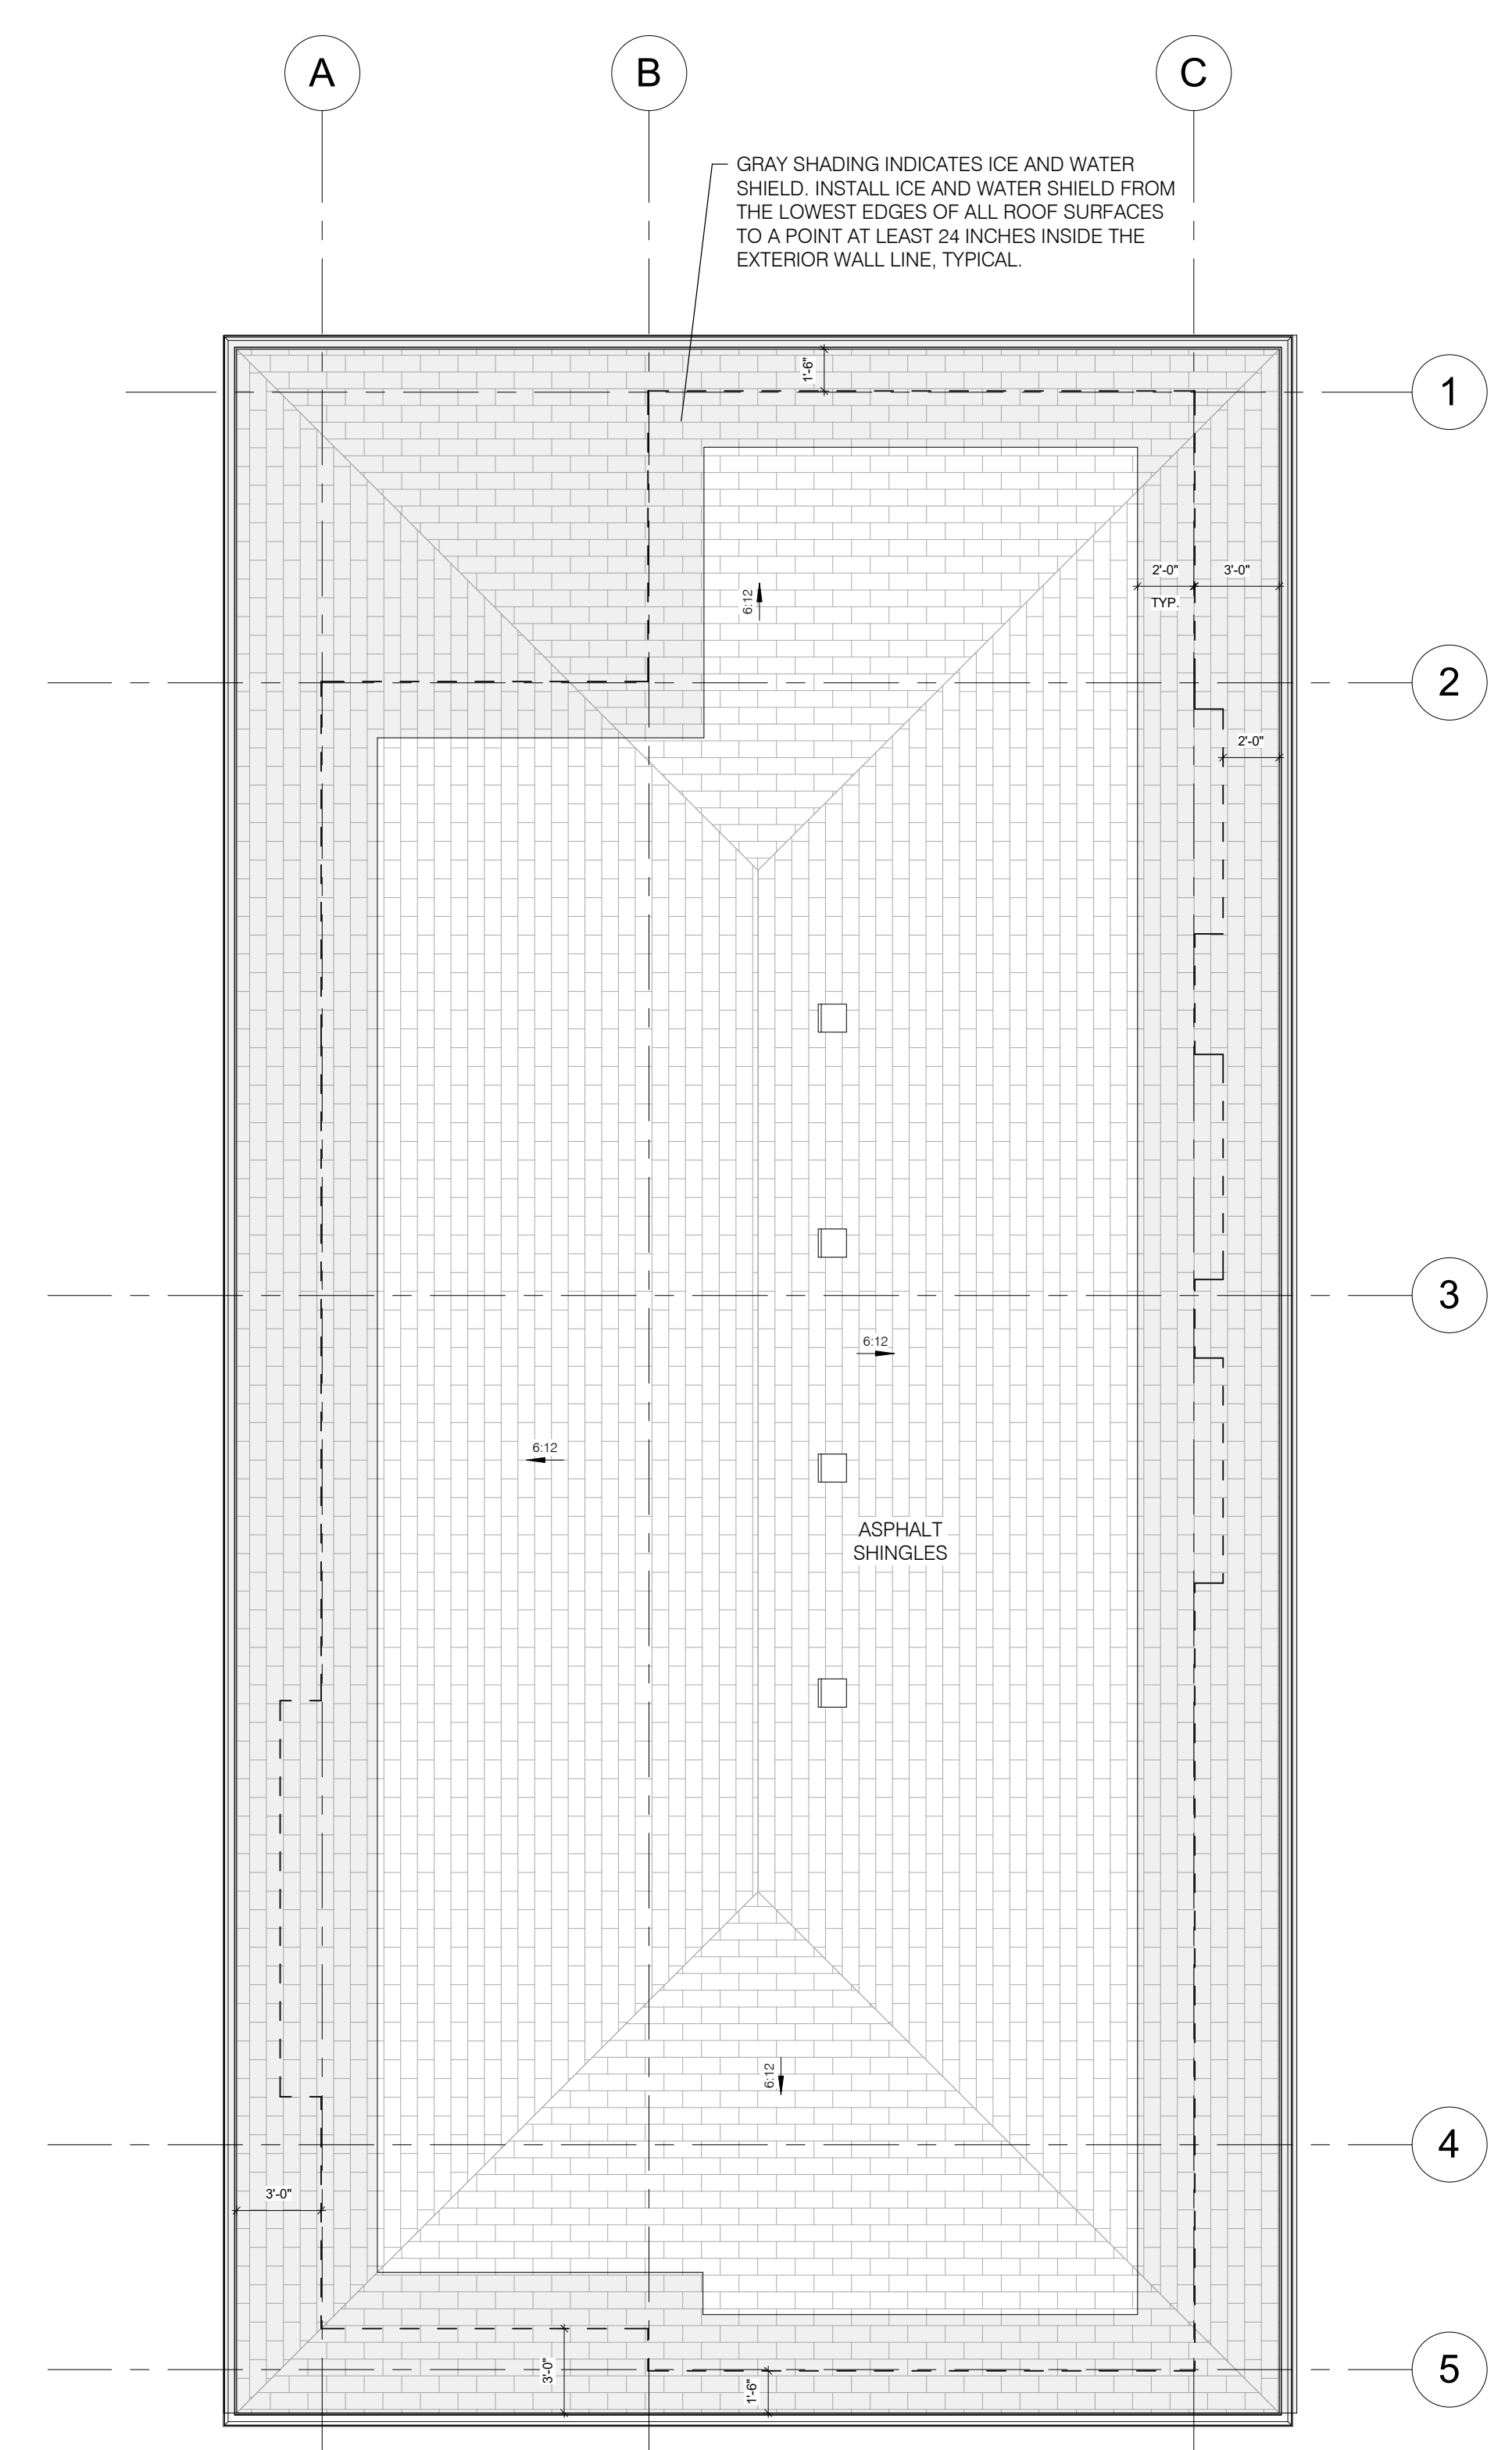 A
B
C
GRAY SHADING INDICATES ICE AND WATER
SHIELD. INSTALL ICE AND WATER SHIELD FROM
THE LOWEST EDGES OF ALL ROOF SURFACES
TO A POINT AT LEAST 24 INCHES INSIDE THE
EXTERIOR WALL LINE, TYPICAL.
1'-6"
1
2'-0"
3'-0"
TYP.
6:12
2
2'-0"
3
6:12
6:12
ASPHALT
SHINGLES
6:12
4
3'-0"
3'-0"
1'-6"
5